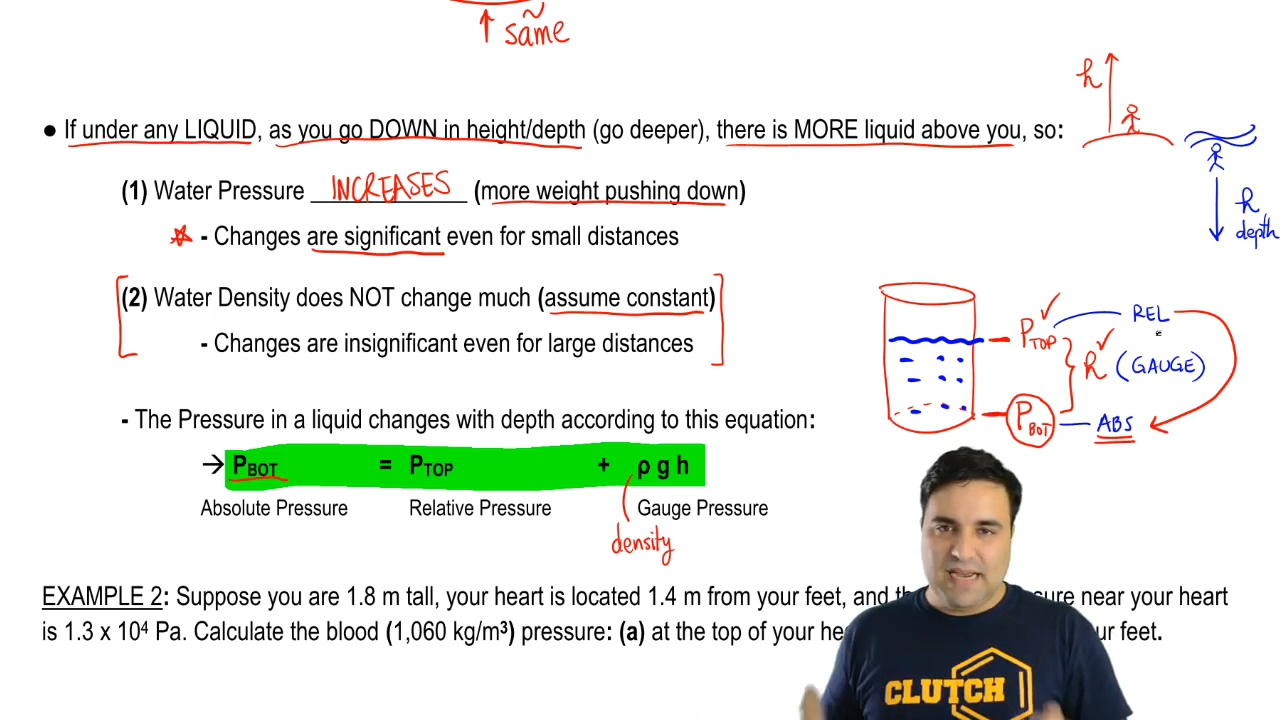 ↑ same
● If under any LIQUID, as you go DOWN in height/depth (go deeper), there is MORE liquid above you, so:
(1) Water Pressure INCREASES (more weight pushing down)
- Changes are significant even for small distances
(2) Water Density does NOT change much (assume constant)
- Changes are insignificant even for large distances
- The Pressure in a liquid changes with depth according to this equation:
→ PBOT = PTOP + ρ g h
Absolute Pressure Relative Pressure Gauge Pressure
density
EXAMPLE 2: Suppose you are 1.8 m tall, your heart is located 1.4 m from your feet, and near your heart
is 1.3 x 10⁴ Pa. Calculate the blood (1,060 kg/m³) pressure: (a) at the top of your feet.
h
h
depth
PTOP REL
h (GAUGE)
PBOT ABS
CLUTCH